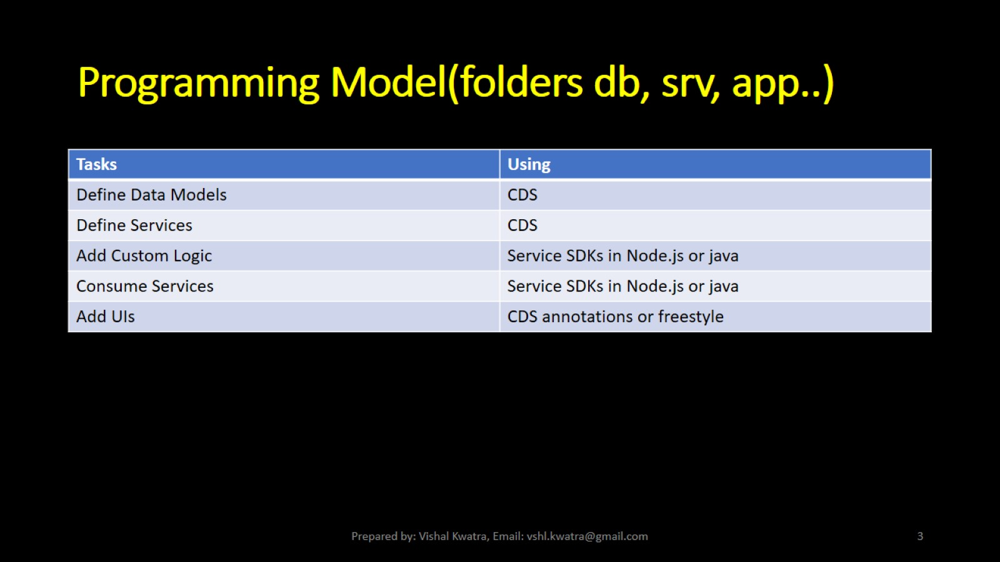 Programming Model(folders db, srv, app..)
Tasks Using
Define Data Models CDS
Define Services CDS
Add Custom Logic Service SDKs in Node.js or java
Consume Services Service SDKs in Node.js or java
Add UIs CDS annotations or freestyle
Prepared by: Vishal Kwatra, Email: vshl.kwatra@gmail.com 3